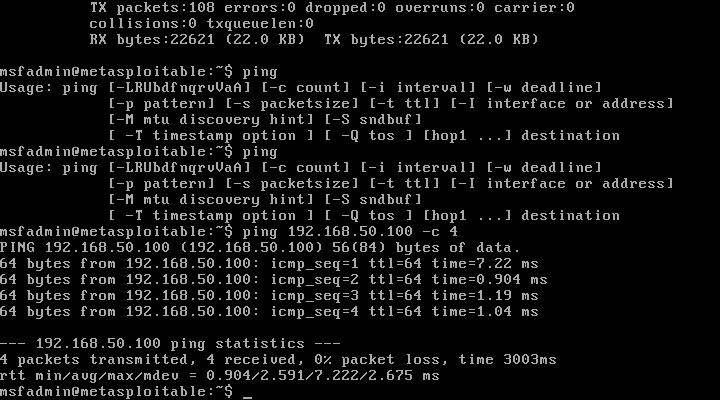 TX packets:108 errors:0 dropped:0 overruns:0 carrier:0
collisions:0 txqueuelen:0
RX bytes:22621 (22.0 KB)  TX bytes:22621 (22.0 KB)
msfadmin@metasploitable:~$ ping
Usage: ping [-LRUbdfnqrvVaA] [-c count] [-i interval] [-w deadline]
[-p pattern] [-s packetsize] [-t ttl] [-I interface or address]
[-M mtu discovery hint] [-S sndbuf]
[ -T timestamp option ] [ -Q tos ] [hop1 ...] destination
msfadmin@metasploitable:~$ ping
Usage: ping [-LRUbdfnqrvVaA] [-c count] [-i interval] [-w deadline]
[-p pattern] [-s packetsize] [-t ttl] [-I interface or address]
[-M mtu discovery hint] [-S sndbuf]
[ -T timestamp option ] [ -Q tos ] [hop1 ...] destination
msfadmin@metasploitable:~$ ping 192.168.50.100 -c 4
PING 192.168.50.100 (192.168.50.100) 56(84) bytes of data.
64 bytes from 192.168.50.100: icmp_seq=1 ttl=64 time=7.22 ms
64 bytes from 192.168.50.100: icmp_seq=2 ttl=64 time=0.904 ms
64 bytes from 192.168.50.100: icmp_seq=3 ttl=64 time=1.19 ms
64 bytes from 192.168.50.100: icmp_seq=4 ttl=64 time=1.04 ms
--- 192.168.50.100 ping statistics ---
4 packets transmitted, 4 received, 0% packet loss, time 3003ms
rtt min/avg/max/mdev = 0.904/2.591/7.222/2.675 ms
msfadmin@metasploitable:~$ _